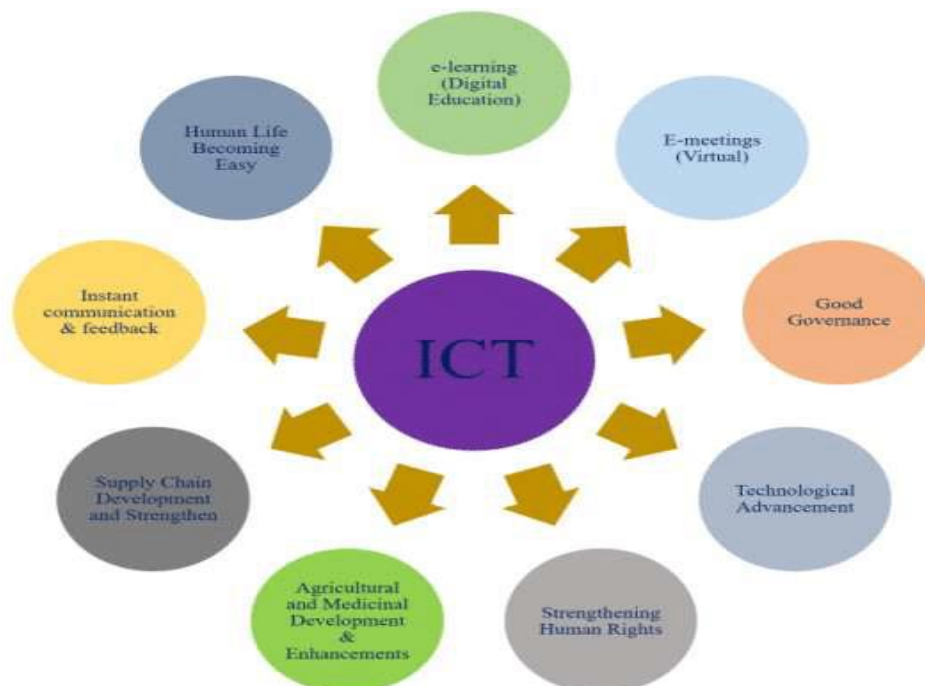 e-learning
(Digital
Education)
E-meetings
(Virtual)
Good
Governance
Technological
Advancement
Strengthening
Human Rights
Agricultural
and Medicinal
Development
&
Enhancements
Supply Chain
Development
and Strengthen
Instant
communication
& feedback
Human Life
Becoming
Easy
ICT